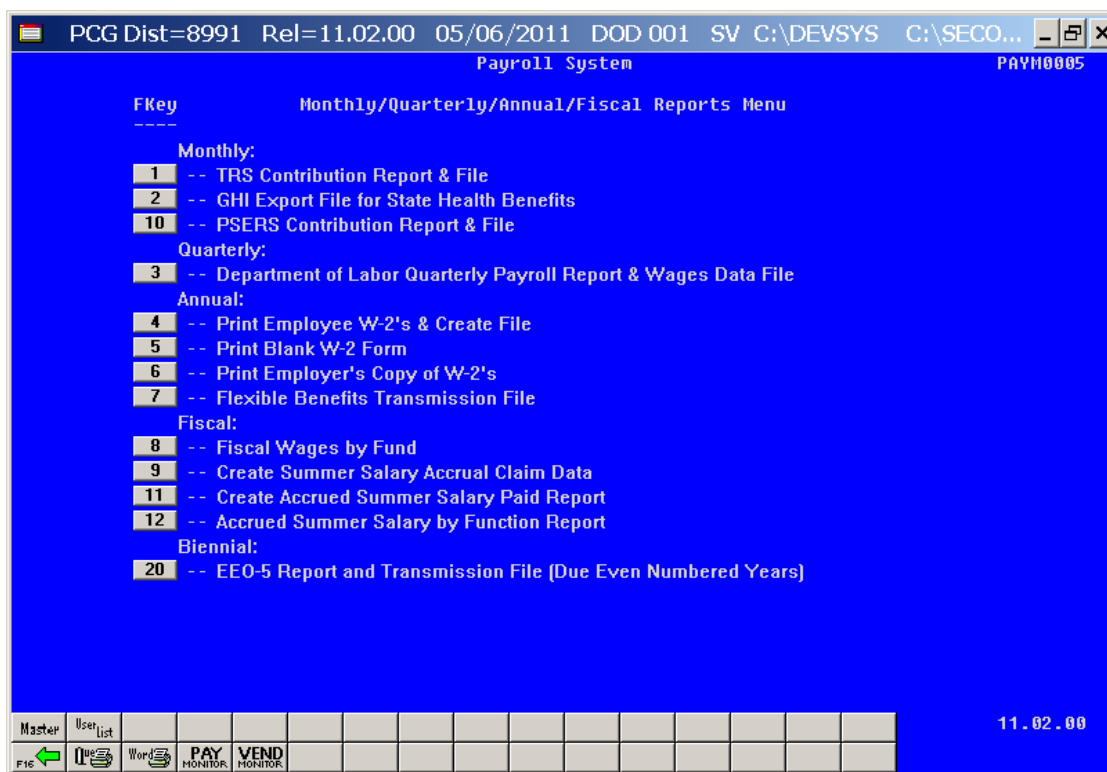 PCG Dist=8991 Rel=11.02.00 05/06/2011 DOD 001 SV C:\DEVSYS C:\SECO...
Payroll System PAYM0005
FKey Monthly/Quarterly/Annual/Fiscal Reports Menu
----
Monthly:
1 -- TRS Contribution Report & File
2 -- GHI Export File for State Health Benefits
10 -- PSERS Contribution Report & File
Quarterly:
3 -- Department of Labor Quarterly Payroll Report & Wages Data File
Annual:
4 -- Print Employee W-2's & Create File
5 -- Print Blank W-2 Form
6 -- Print Employer's Copy of W-2's
7 -- Flexible Benefits Transmission File
Fiscal:
8 -- Fiscal Wages by Fund
9 -- Create Summer Salary Accrual Claim Data
11 -- Create Accrued Summer Salary Paid Report
12 -- Accrued Summer Salary by Function Report
Biennial:
20 -- EEO-5 Report and Transmission File (Due Even Numbered Years)
Master User List 11.02.00
F16 Que Word PAY MONITOR VEND MONITOR